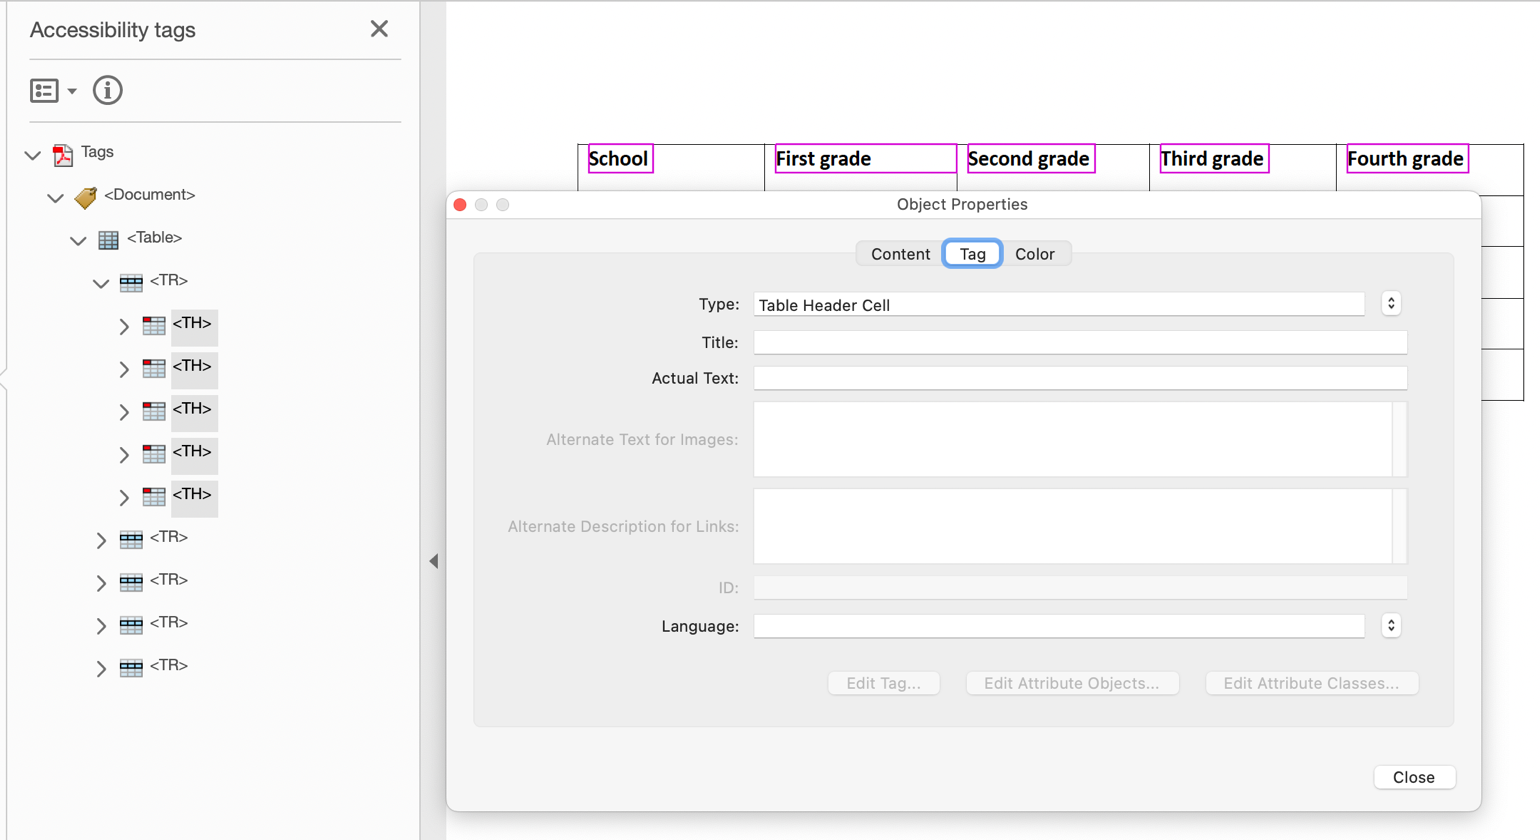 Accessibility tags
Tags
<Document>
<Table>
<TR>
<TH>
<TH>
<TH>
<TH>
<TH>
<TR>
<TR>
<TR>
<TR>
School First grade Second grade Third grade Fourth grade
Object Properties
Content Tag Color
Type: Table Header Cell
Title:
Actual Text:
Alternate Text for Images:
Alternate Description for Links:
ID:
Language:
Edit Tag... Edit Attribute Objects... Edit Attribute Classes...
Close